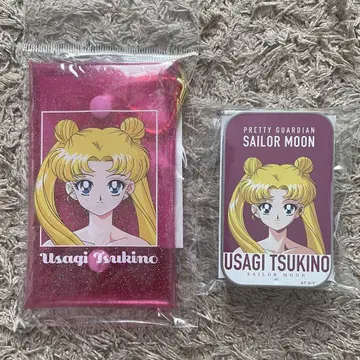 Usagi Tsukino
PRETTY GUARDIAN
SAILOR MOON
USAGI TSUKINO
SAILOR MOON